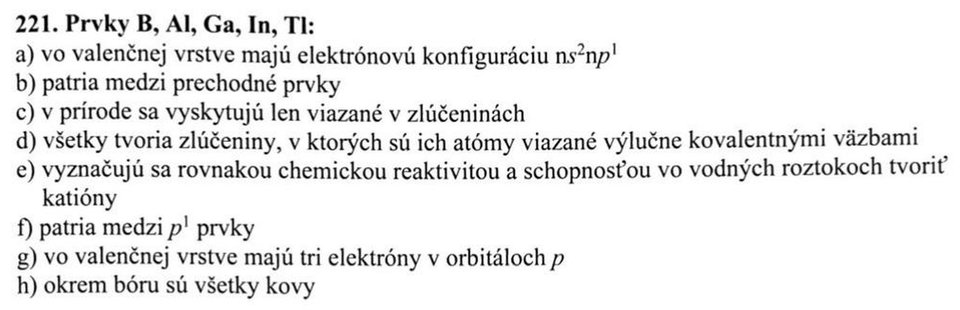 221. Prvky B, Al, Ga, In, Tl:
a) vo valenčnej vrstve majú elektrónovú konfiguráciu ns²np¹
b) patria medzi prechodné prvky
c) v prírode sa vyskytujú len viazané v zlúčeninách
d) všetky tvoria zlúčeniny, v ktorých sú ich atómy viazané výlučne kovalentnými väzbami
e) vyznačujú sa rovnakou chemickou reaktivitou a schopnosťou vo vodných roztokoch tvoriť
katióny
f) patria medzi p¹ prvky
g) vo valenčnej vrstve majú tri elektróny v orbitáloch p
h) okrem bóru sú všetky kovy